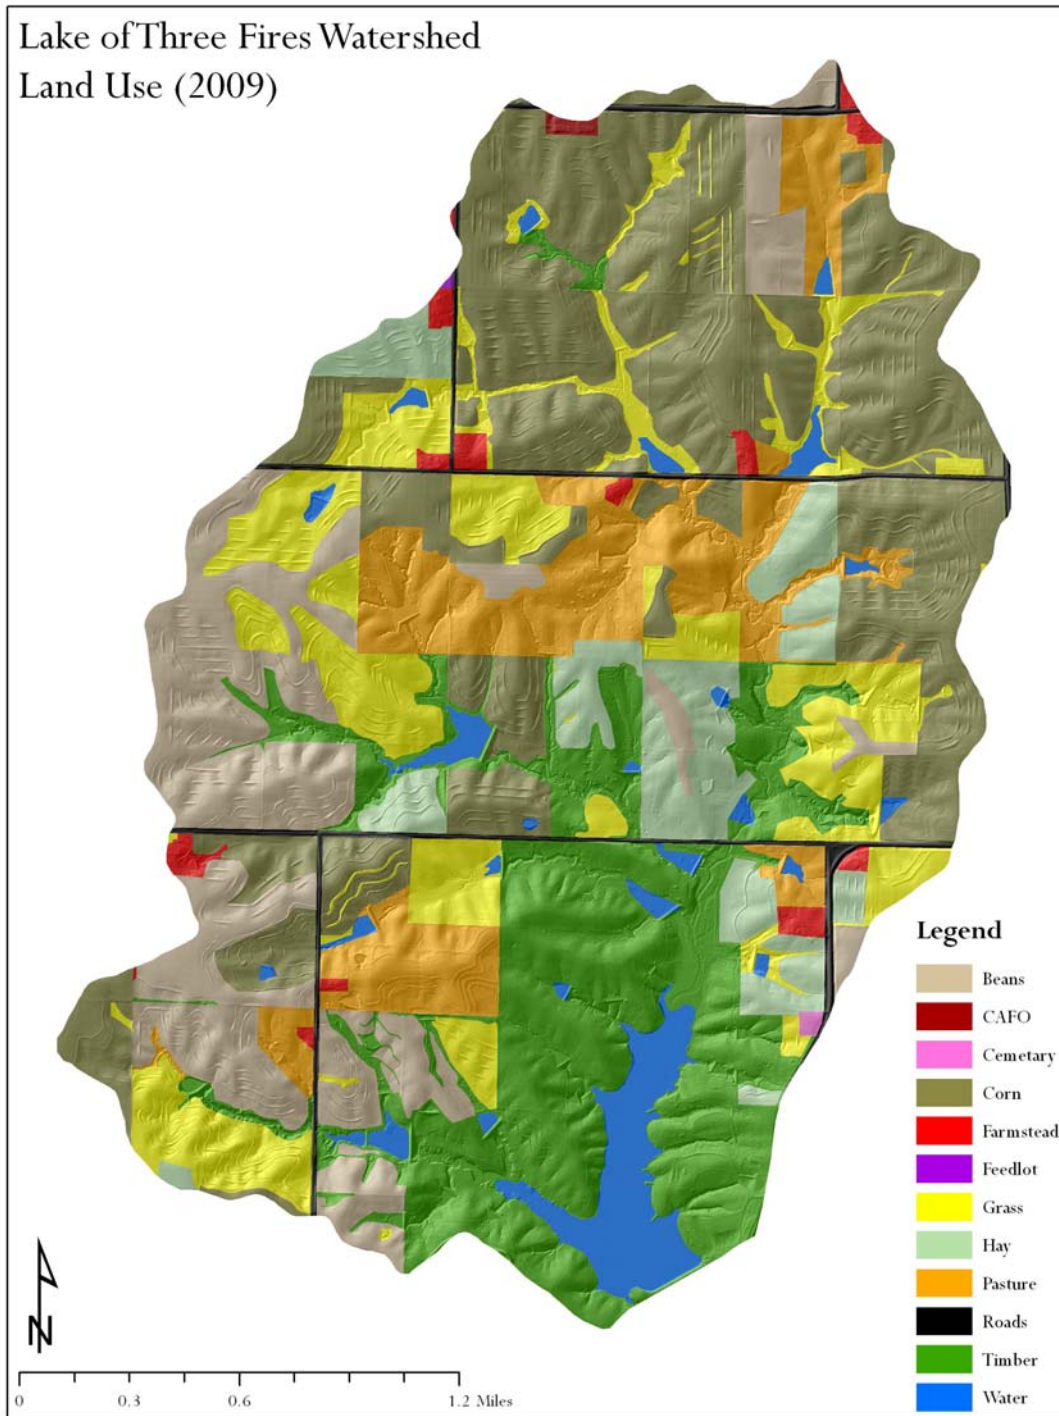 Lake of Three Fires Watershed
Land Use (2009)
Legend
Beans
CAFO
Cemetary
Corn
Farmstead
Feedlot
Grass
Hay
Pasture
Roads
Timber
Water
N
0 0.3 0.6 1.2 Miles